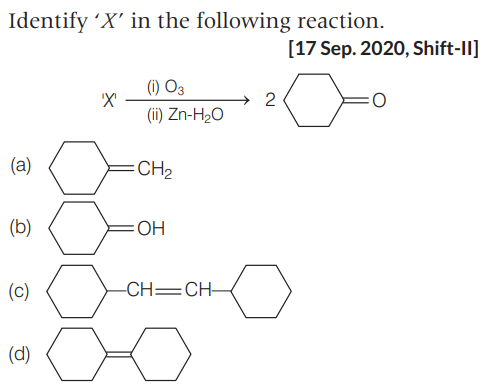 Identify ‘X’ in the following reaction.
[17 Sep. 2020, Shift-II]
'X' (i) O₃ 2 O
(ii) Zn-H₂O
(a) CH₂
(b) OH
(c) CH CH
(d)